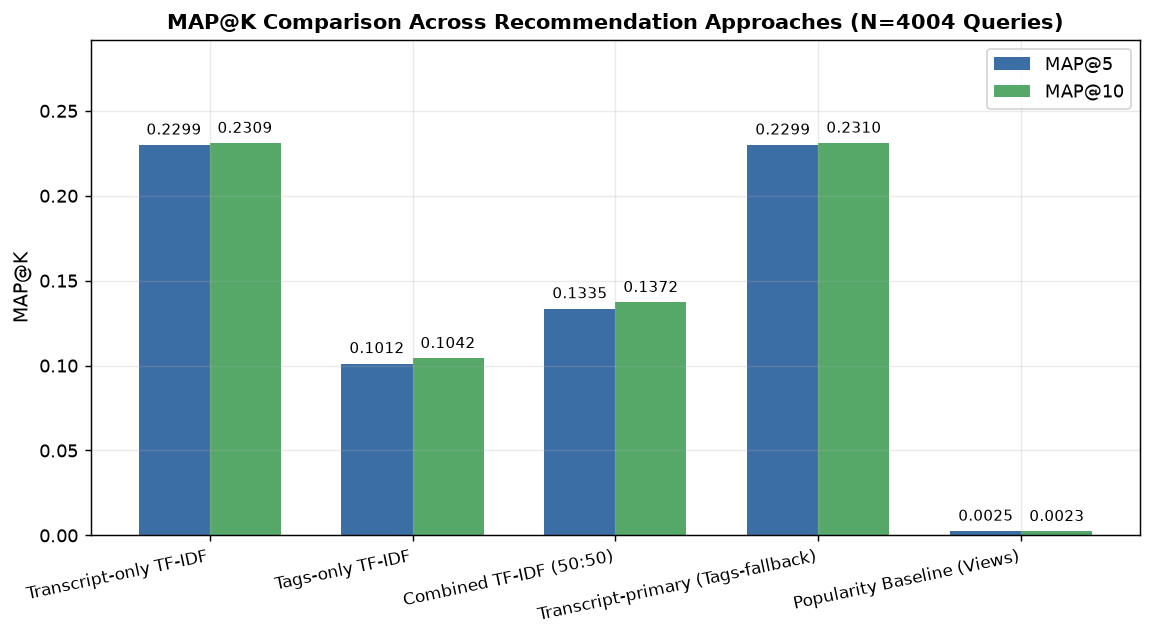 MAP@K Comparison Across Recommendation Approaches (N=4004 Queries)
MAP@5
MAP@10
MAP@K
0.25
0.20
0.15
0.10
0.05
0.00
0.2299 0.2309
0.1012 0.1042
0.1335 0.1372
0.2299 0.2310
0.0025 0.0023
Transcript-only TF-IDF
Tags-only TF-IDF
Combined TF-IDF (50:50)
Transcript-primary (Tags-fallback)
Popularity Baseline (Views)